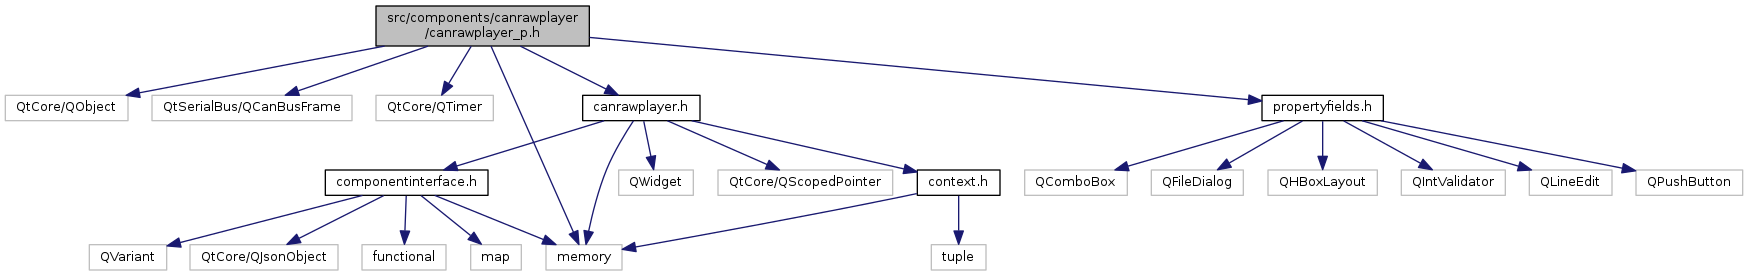 src/components/canrawplayer
/canrawplayer_p.h
QtCore/QObject
QtSerialBus/QCanBusFrame
QtCore/QTimer
canrawplayer.h
propertyfields.h
componentinterface.h
QWidget
QtCore/QScopedPointer
context.h
QComboBox
QFileDialog
QHBoxLayout
QIntValidator
QLineEdit
QPushButton
QVariant
QtCore/QJsonObject
functional
map
memory
tuple